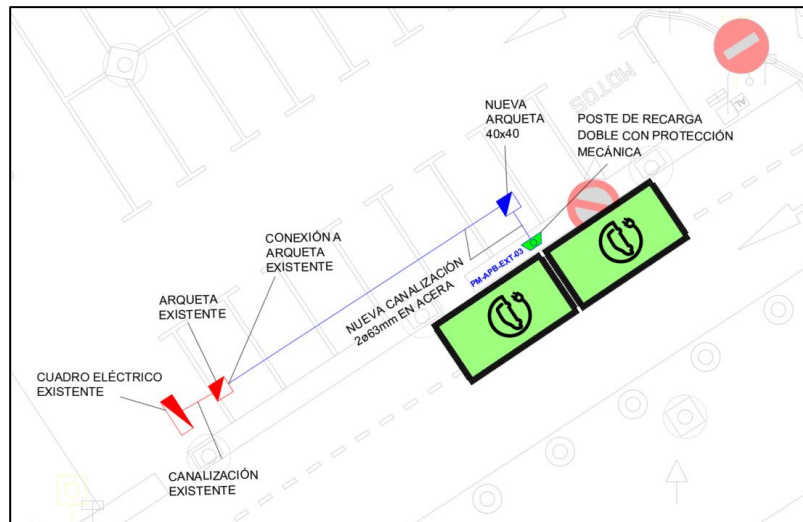 MOTOS
AL
NUEVA
ARQUETA
40x40
POSTE DE RECARGA
DOBLE CON PROTECCIÓN
MECÁNICA
CONEXIÓN A
ARQUETA
EXISTENTE
NUEVA CANALIZACIÓN
2ø63mm EN ACERA
PM-APB-EXT-03
ARQUETA
EXISTENTE
CUADRO ELÉCTRICO
EXISTENTE
CANALIZACIÓN
EXISTENTE